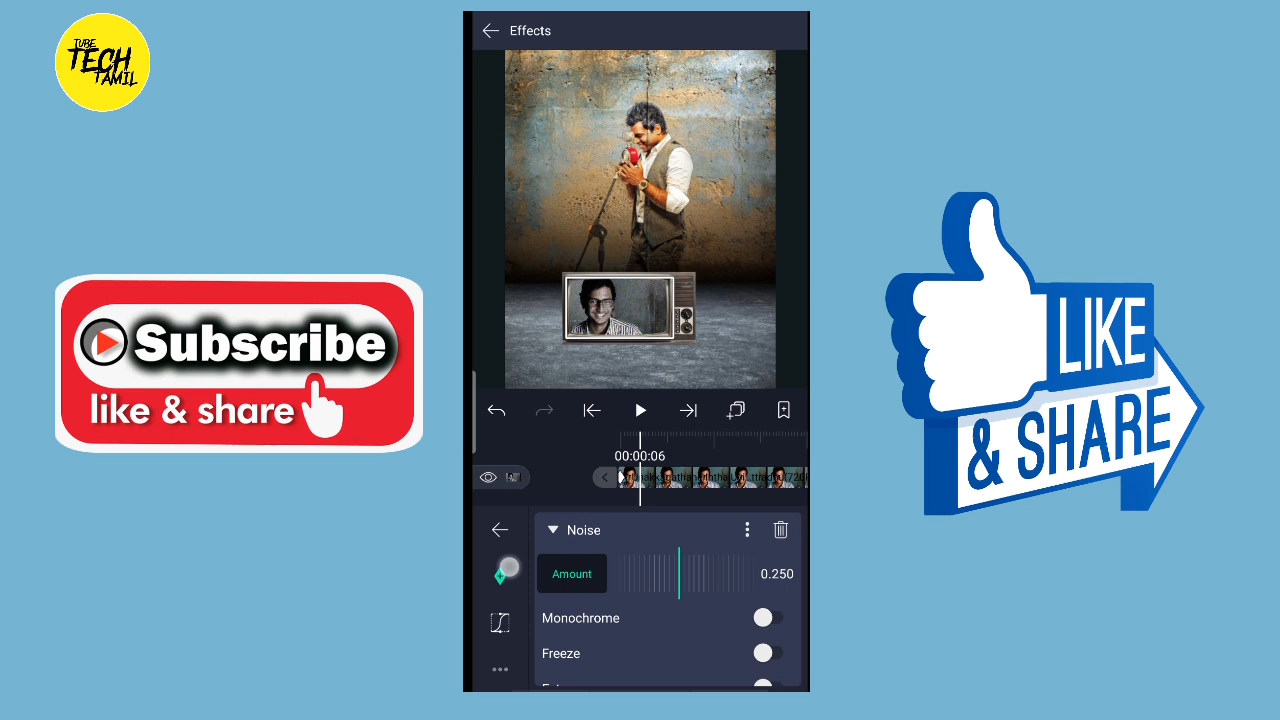 TUBE
TECH
TAMIL
Effects
Subscribe
like & share
LIKE
& SHARE
00:00:06
Noise
Amount
0.250
Monochrome
Freeze